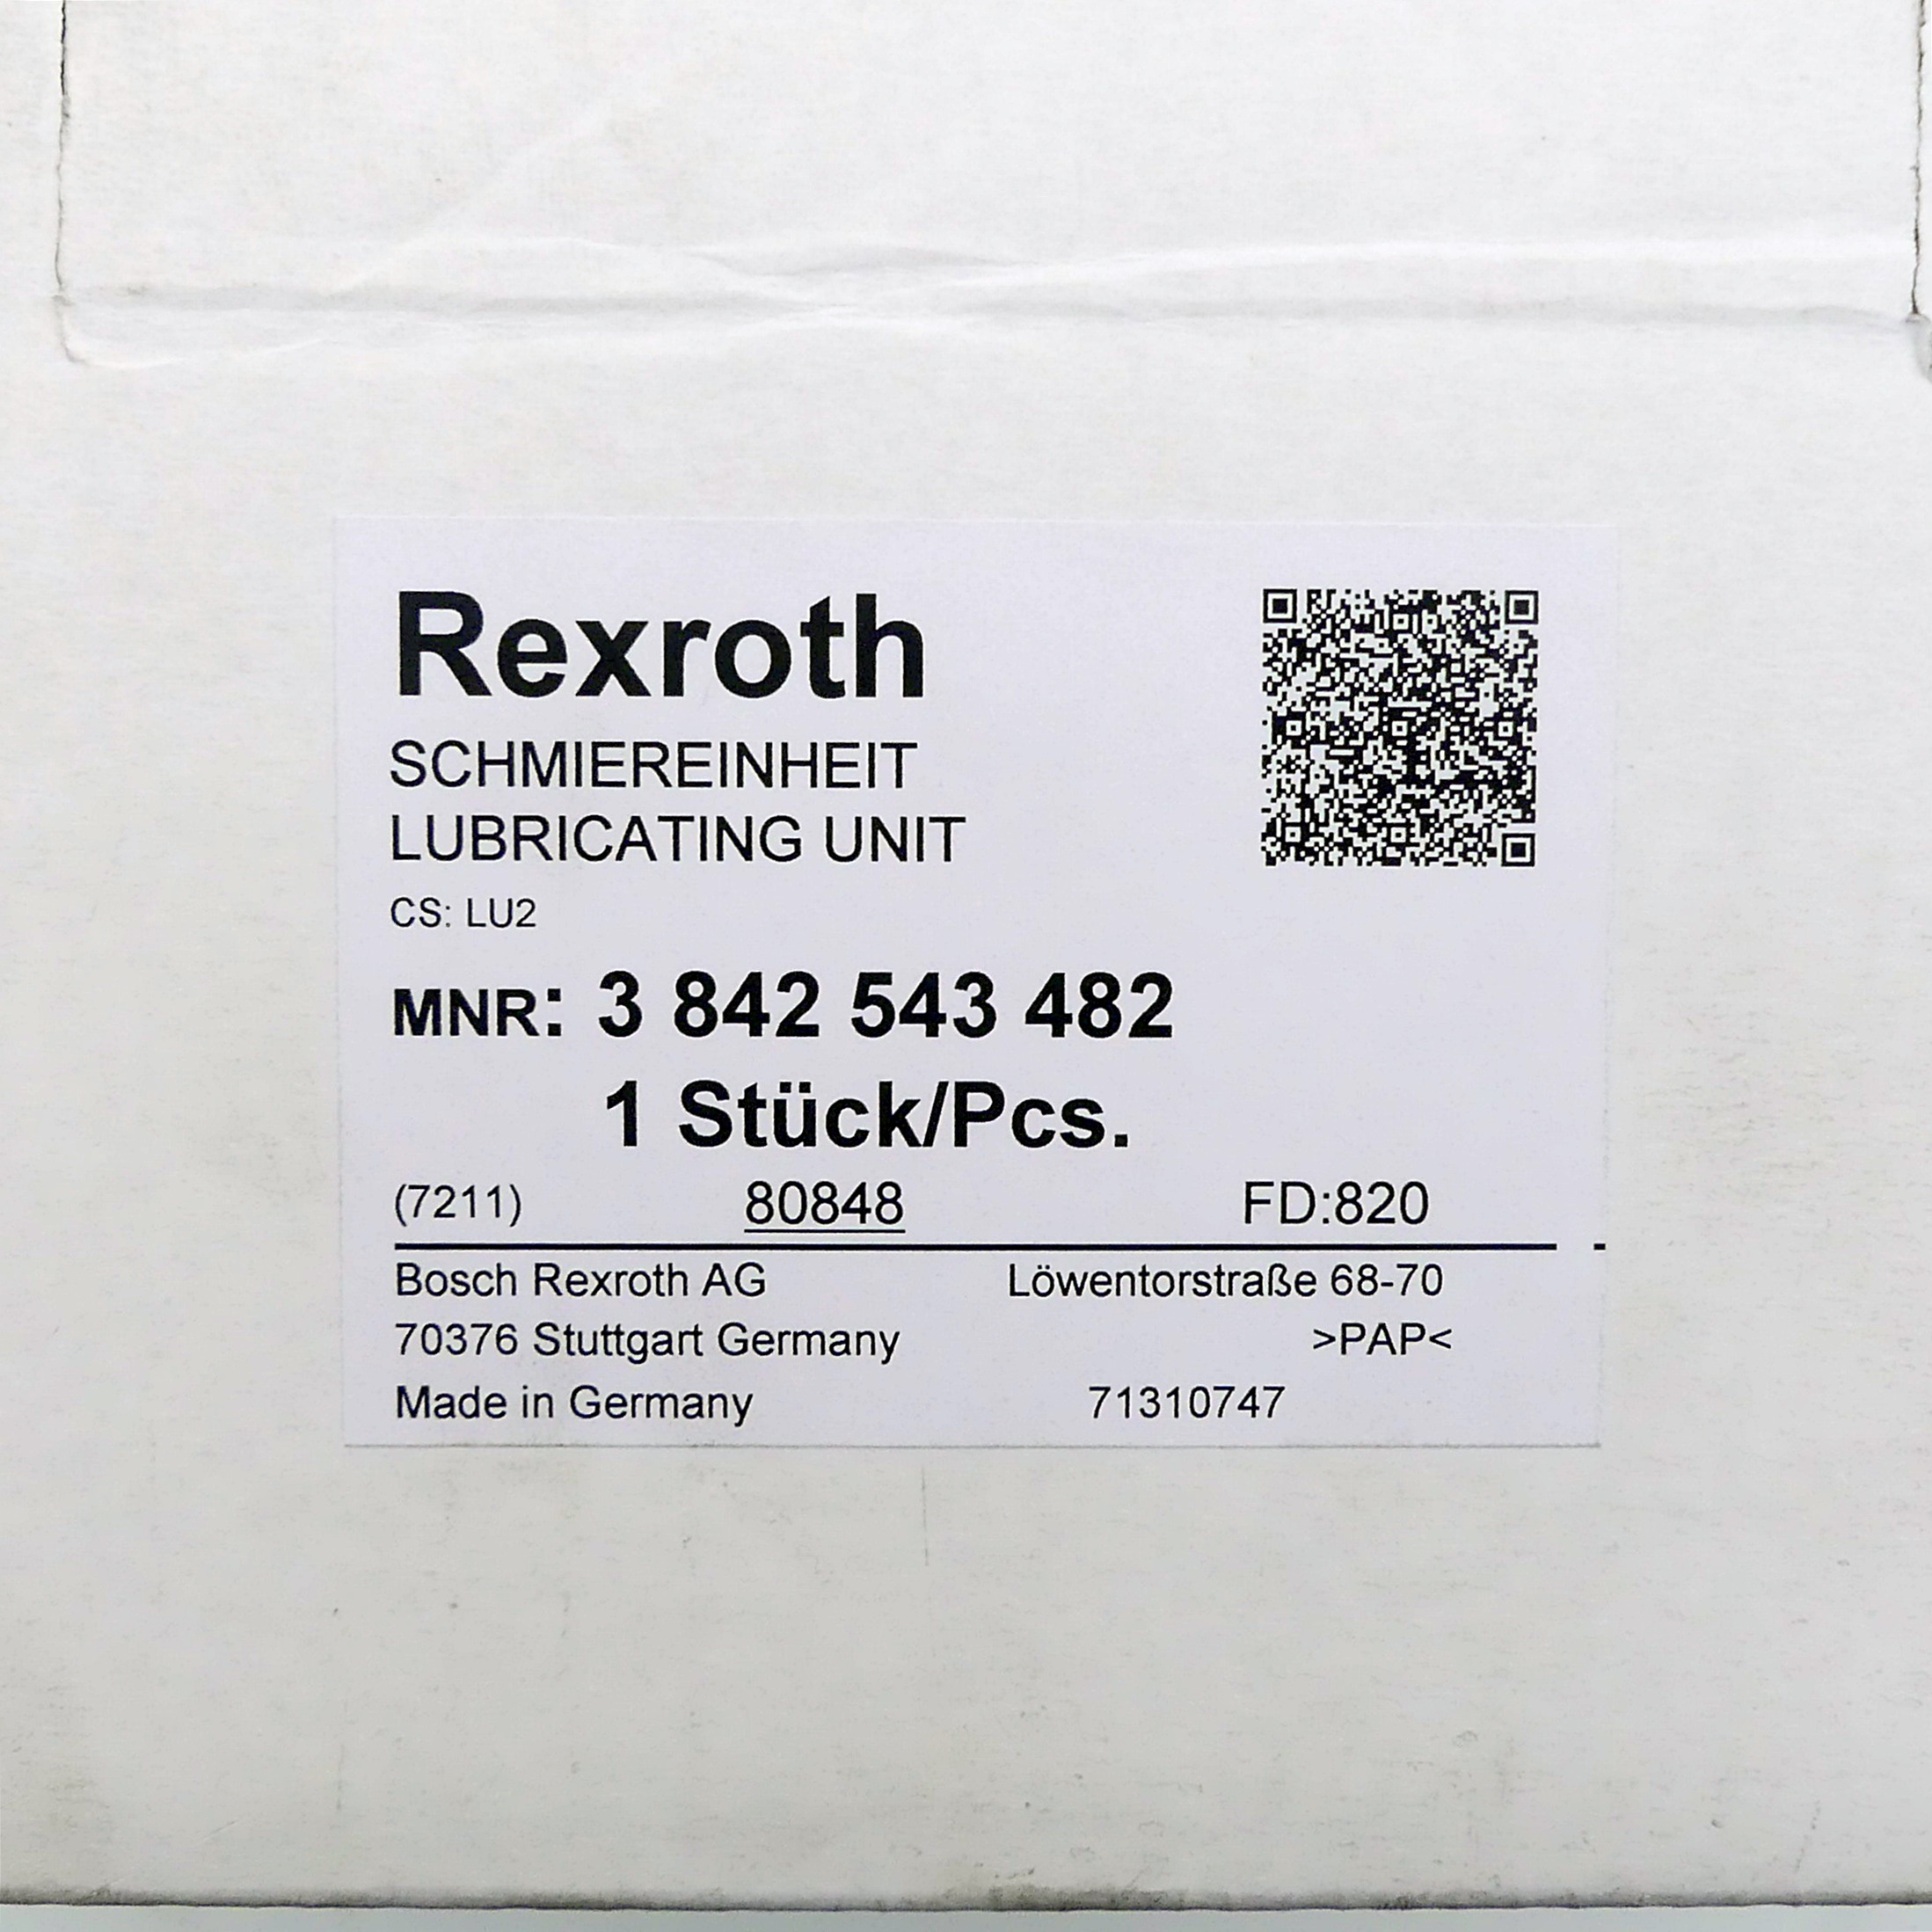 Rexroth
SCHMIEREINHEIT
LUBRICATING UNIT
CS: LU2
MNR: 3 842 543 482
1 Stück/Pcs.
(7211) 80848 FD:820
Bosch Rexroth AG Löwentorstraße 68-70
70376 Stuttgart Germany >PAP<
Made in Germany 71310747